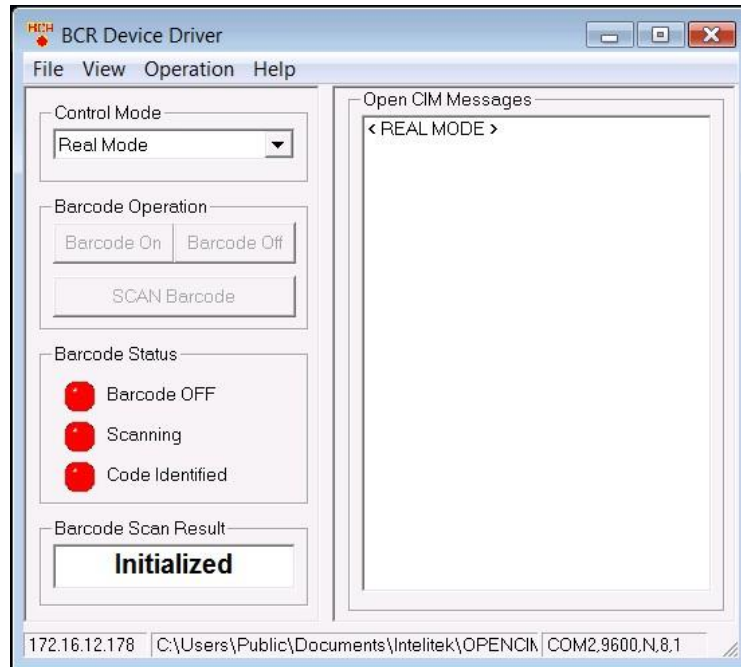 BCR Device Driver
File View Operation Help
Control Mode
Real Mode
Barcode Operation
Barcode On Barcode Off
SCAN Barcode
Barcode Status
Barcode OFF
Scanning
Code Identified
Barcode Scan Result
Initialized
Open CIM Messages
< REAL MODE >
172.16.12.178 C:\Users\Public\Documents\Intelitek\OPENCIM COM2,9600,N,8,1